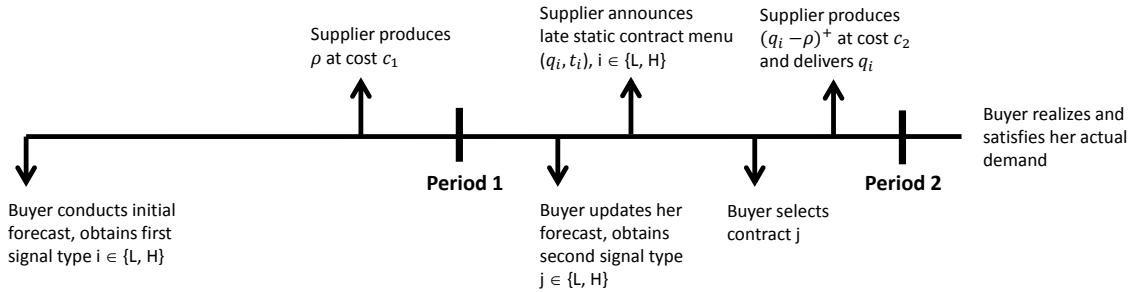 Supplier produces
ρ at cost c₁
Supplier announces
late static contract menu
(qᵢ, tᵢ), i ∈ {L, H}
Supplier produces
(qᵢ − ρ)⁺ at cost c₂
and delivers qᵢ
Buyer realizes and
satisfies her actual
demand
Period 1
Period 2
Buyer conducts initial
forecast, obtains first
signal type i ∈ {L, H}
Buyer updates her
forecast, obtains
second signal type
j ∈ {L, H}
Buyer selects
contract j